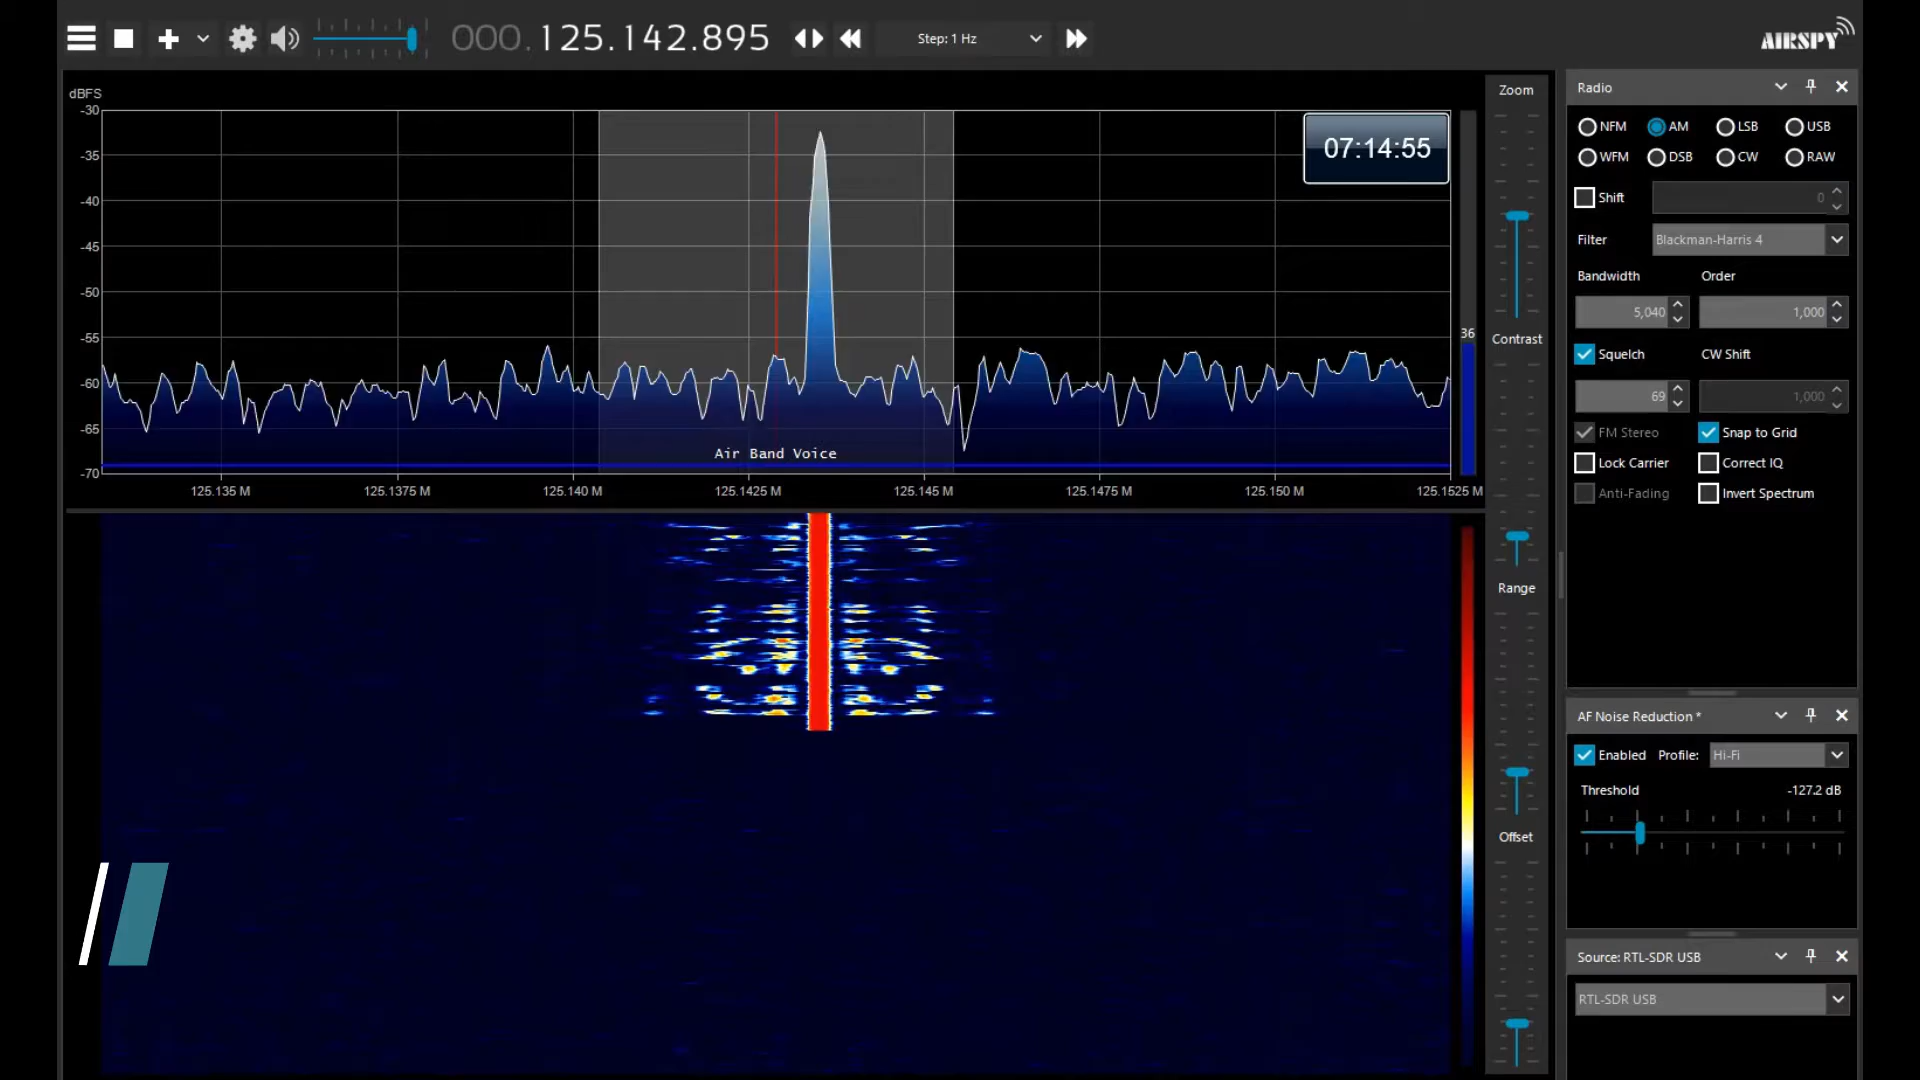 000.125.142.895
Step: 1 Hz
AIRSPY
dBFS
-30
-35
-40
-45
-50
-55
-60
-65
-70
07:14:55
36
Air Band Voice
125.135 M
125.1375 M
125.140 M
125.1425 M
125.145 M
125.1475 M
125.150 M
125.1525 M
Zoom
Contrast
Range
Offset
Radio
NFM AM LSB USB
WFM DSB CW RAW
Shift 0
Filter Blackman-Harris 4
Bandwidth Order
5,040 1,000
Squelch CW Shift
69 1,000
FM Stereo Snap to Grid
Lock Carrier Correct IQ
Anti-Fading Invert Spectrum
AF Noise Reduction *
Enabled Profile: Hi-Fi
Threshold -127.2 dB
Source: RTL-SDR USB
RTL-SDR USB